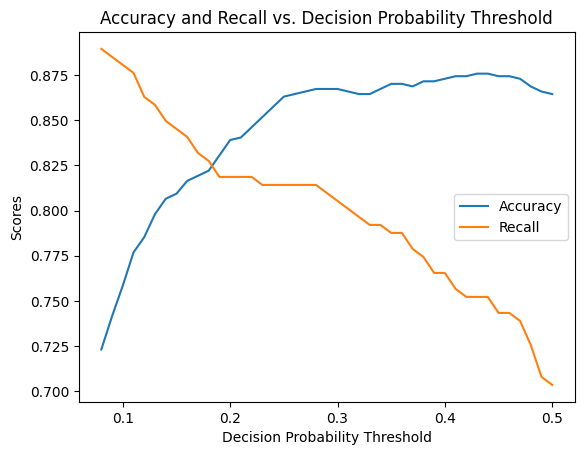 Accuracy and Recall vs. Decision Probability Threshold
Scores
0.875
0.850
0.825
0.800
0.775
0.750
0.725
0.700
Accuracy
Recall
0.1 0.2 0.3 0.4 0.5
Decision Probability Threshold